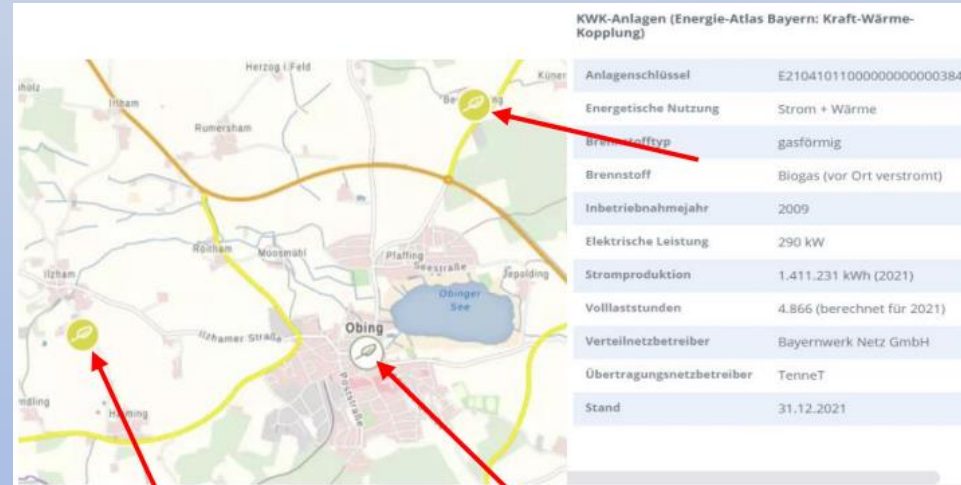 KWK-Anlagen (Energie-Atlas Bayern: Kraft-Wärme-
Kopplung)
Anlagenschlüssel E21041011000000000000384
Energetische Nutzung Strom + Wärme
Brennstofftyp gasförmig
Brennstoff Biogas (vor Ort verstromt)
Inbetriebnahmejahr 2009
Elektrische Leistung 290 kW
Stromproduktion 1.411.231 kWh (2021)
Volllaststunden 4.866 (berechnet für 2021)
Verteilnetzbetreiber Bayernwerk Netz GmbH
Übertragungsnetzbetreiber TenneT
Stand 31.12.2021
Herzog i.Feld
Irlham
Rumersham
Roitham
Moosmühl
Pfaffing
Seestraße
Jepolding
Ilzham
Obinger
See
Ilzhamer Straße
Obing
Poststraße